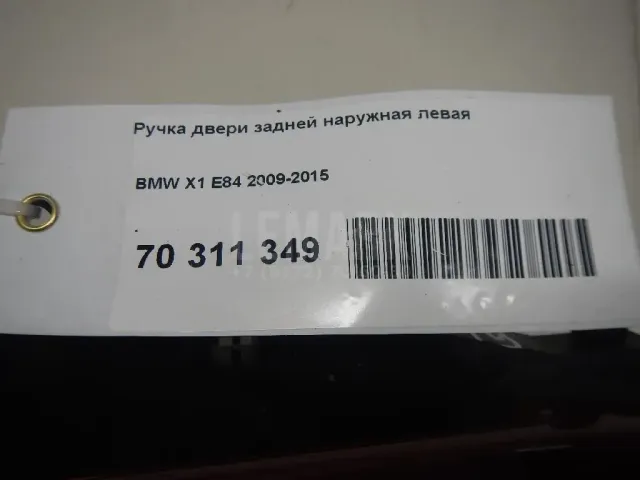 Ручка двери задней наружная левая
BMW X1 E84 2009-2015
70 311 349